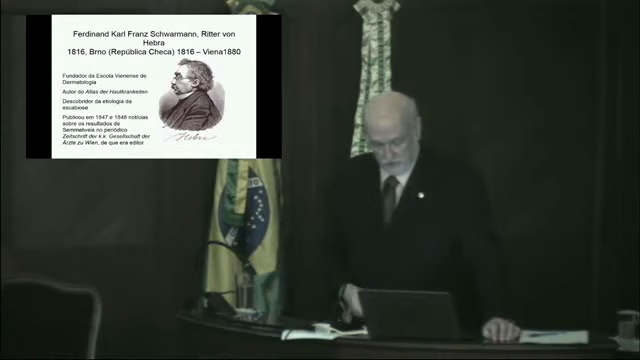 Ferdinand Karl Franz Schwarmann, Ritter von
Hebra
1816, Brno (República Checa) 1816 – Viena1880
Fundador da Escola Vienense de
Dermatologia
Autor do Atlas der Hautkrankeiten
Descobridor da etiologia da
escabiose
Publicou em 1847 e 1848 notícias
sobre os resultados de
Semmelweis no periódico
Zeitschrift der k.k. Gesellschaft der
Ärzte zu Wien, de que era editor
Hebra